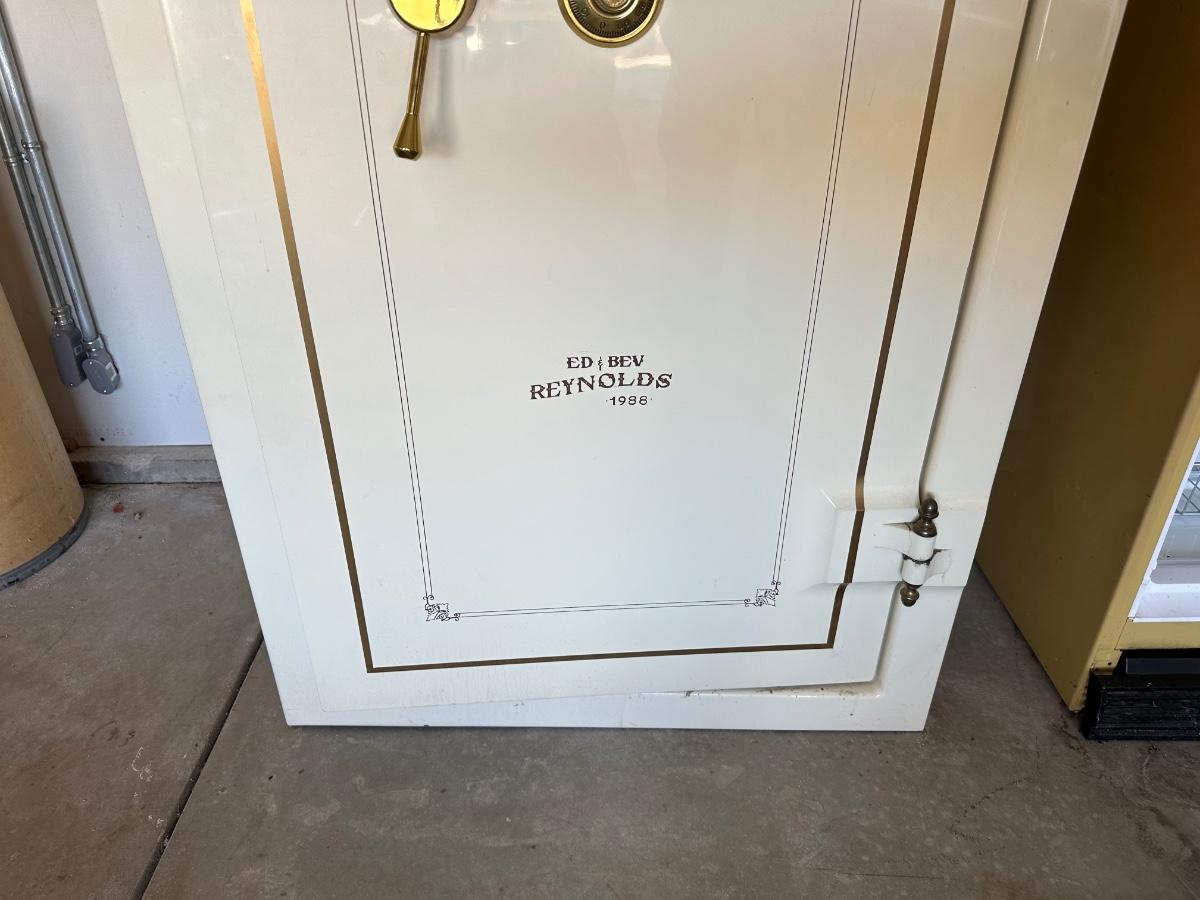 ED & BEV
REYNOLDS
·1988·